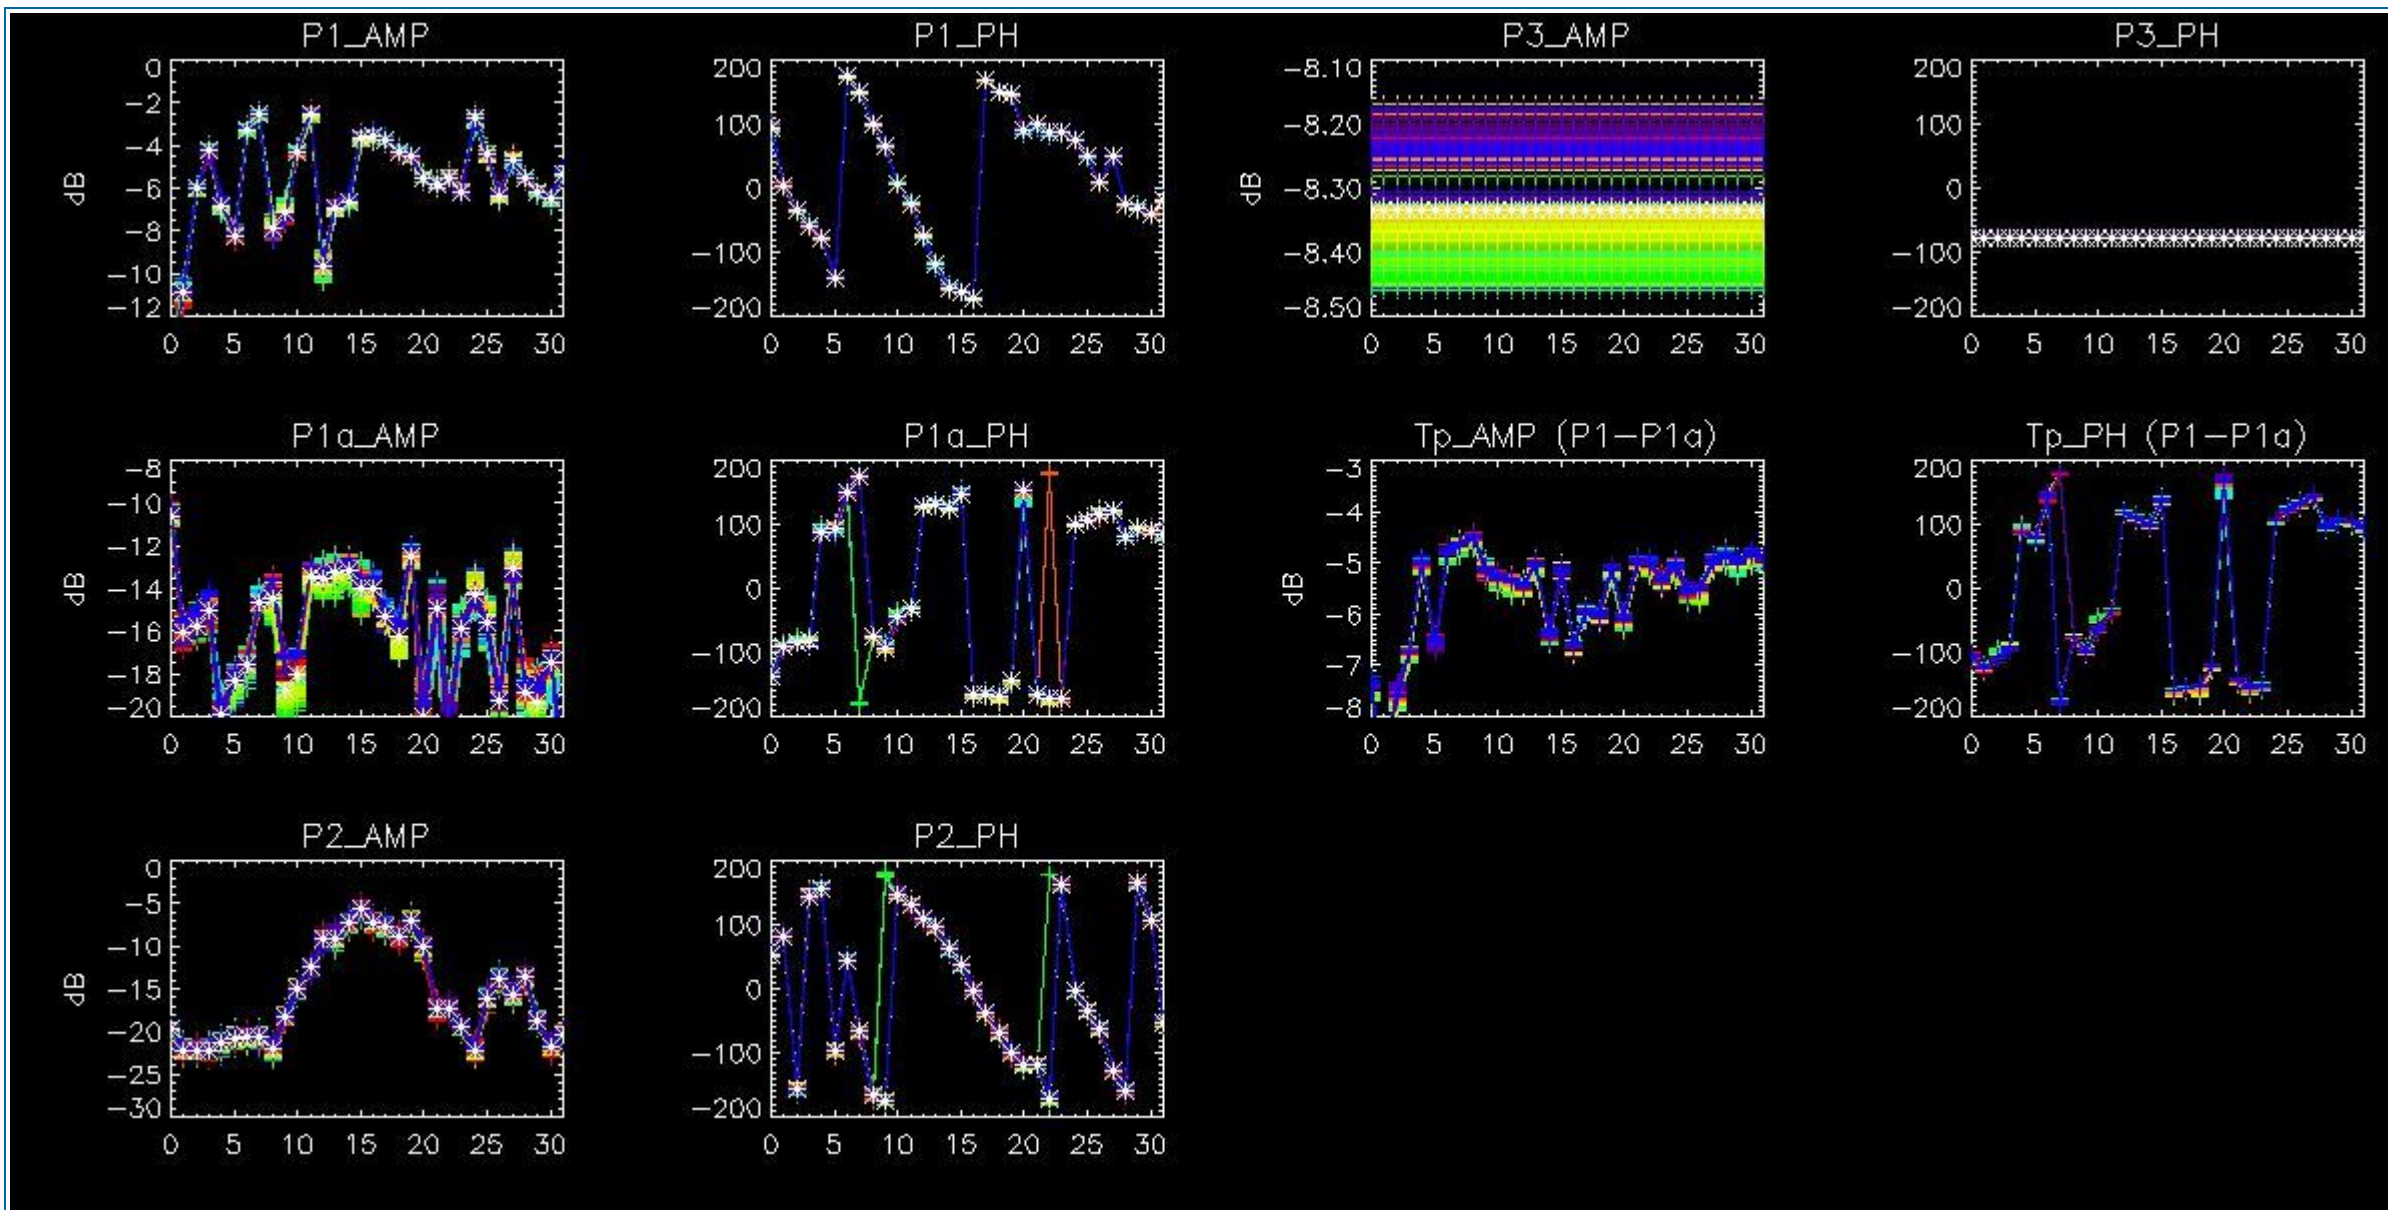 P1_AMP P1_PH P3_AMP P3_PH
0 200 −8.10 200
−2
−4 100 −8.20 100
dB −6 0 dB −8.30 0
−8
−10 −100 −8.40 −100
−12 −200 −8.50 −200
0 5 10 15 20 25 30 0 5 10 15 20 25 30 0 5 10 15 20 25 30 0 5 10 15 20 25 30
P1a_AMP P1a_PH Tp_AMP (P1−P1a) Tp_PH (P1−P1a)
−8 200 −3 200
−10
−12 100 −4 100
dB −14 0 dB −5 0
−16 −6
−18 −100 −7 −100
−20 −200 −8 −200
0 5 10 15 20 25 30 0 5 10 15 20 25 30 0 5 10 15 20 25 30 0 5 10 15 20 25 30
P2_AMP P2_PH
0 200
−5 100
−10
dB −15 0
−20
−25 −100
−30 −200
0 5 10 15 20 25 30 0 5 10 15 20 25 30